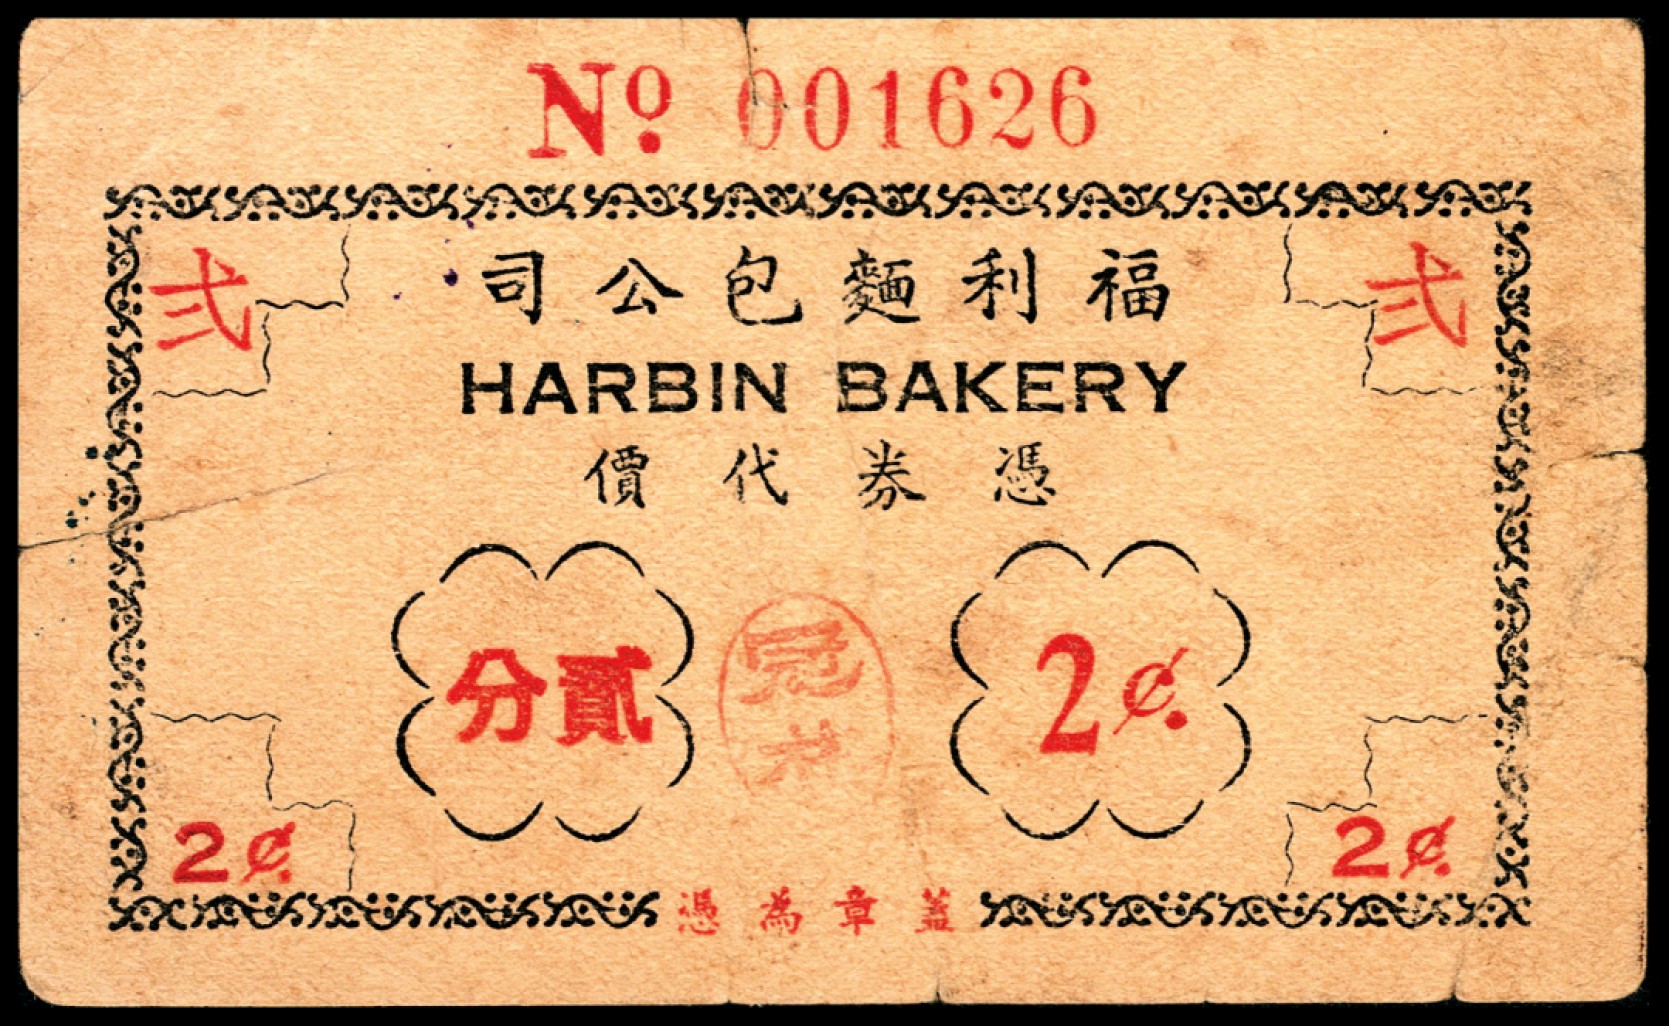 No. 001626
弍 弍
福利麵包公司
HARBIN BAKERY
憑券代價
貳分 2¢.
2¢. 2¢.
蓋章為憑